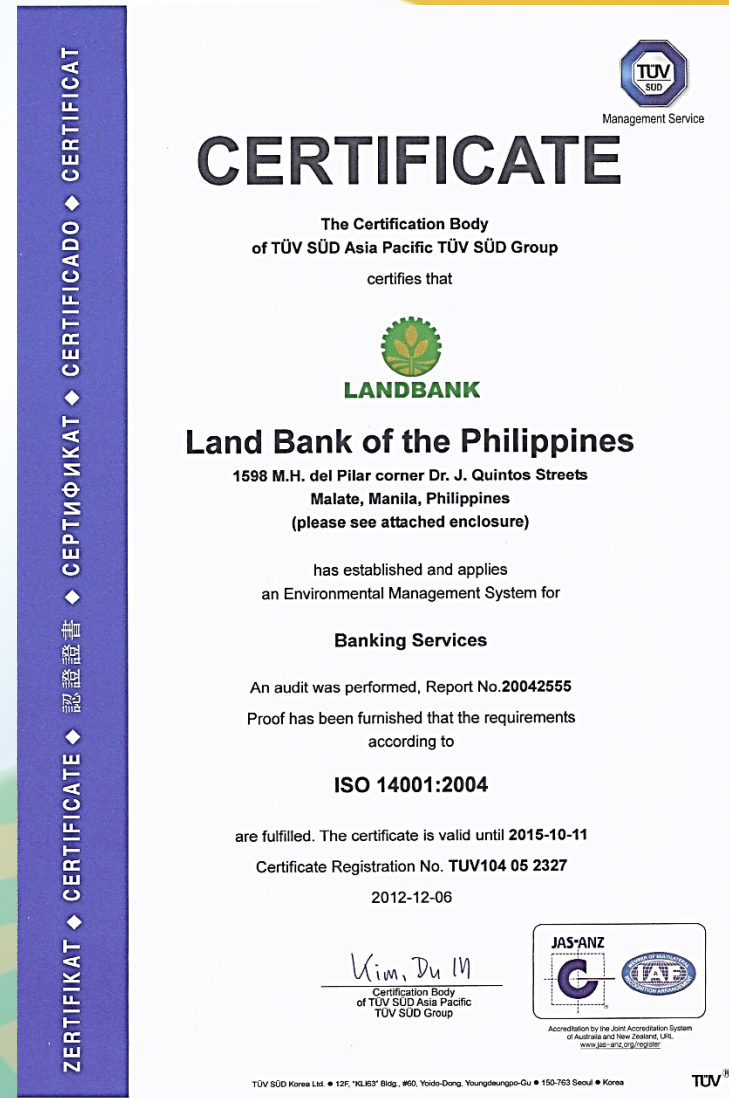 ZERTIFIKAT ◆ CERTIFICATE ◆ 認證證書 ◆ СЕРТИФИКАТ ◆ CERTIFICADO ◆ CERTIFICAT
TÜV
SÜD
Management Service
CERTIFICATE
The Certification Body
of TÜV SÜD Asia Pacific TÜV SÜD Group
certifies that
LANDBANK
Land Bank of the Philippines
1598 M.H. del Pilar corner Dr. J. Quintos Streets
Malate, Manila, Philippines
(please see attached enclosure)
has established and applies
an Environmental Management System for
Banking Services
An audit was performed, Report No.20042555
Proof has been furnished that the requirements
according to
ISO 14001:2004
are fulfilled. The certificate is valid until 2015-10-11
Certificate Registration No. TUV104 05 2327
2012-12-06
Kim, Du Il
Certification Body
of TÜV SÜD Asia Pacific
TÜV SÜD Group
JAS-ANZ
C
®
MEMBER OF MULTILATERAL
IAF
RECOGNITION ARRANGEMENT
Accreditation by the Joint Accreditation System
of Australia and New Zealand, URL
www.jas-anz.org/register
TÜV SÜD Korea Ltd. ● 12F, "KLI63" Bldg., #60, Yoido-Dong, Youngdeungpo-Gu ● 150-763 Seoul ● Korea
TÜV®